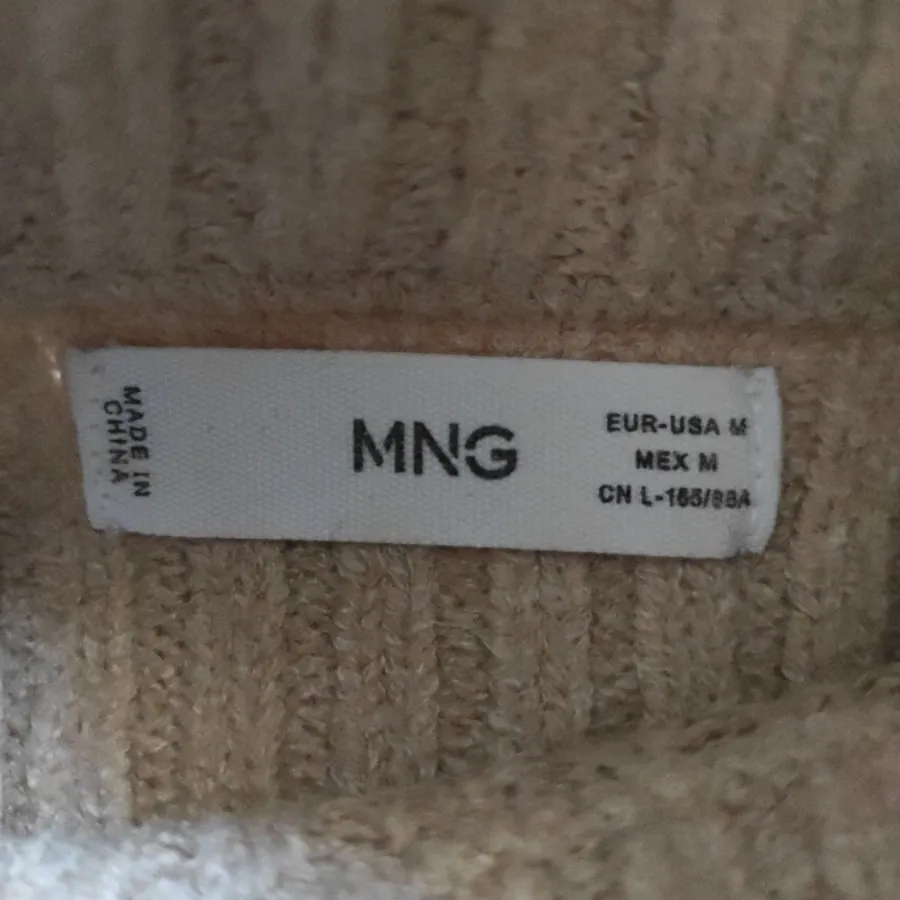 MADE IN
CHINA
MNG
EUR-USA M
MEX M
CN L-165/88A